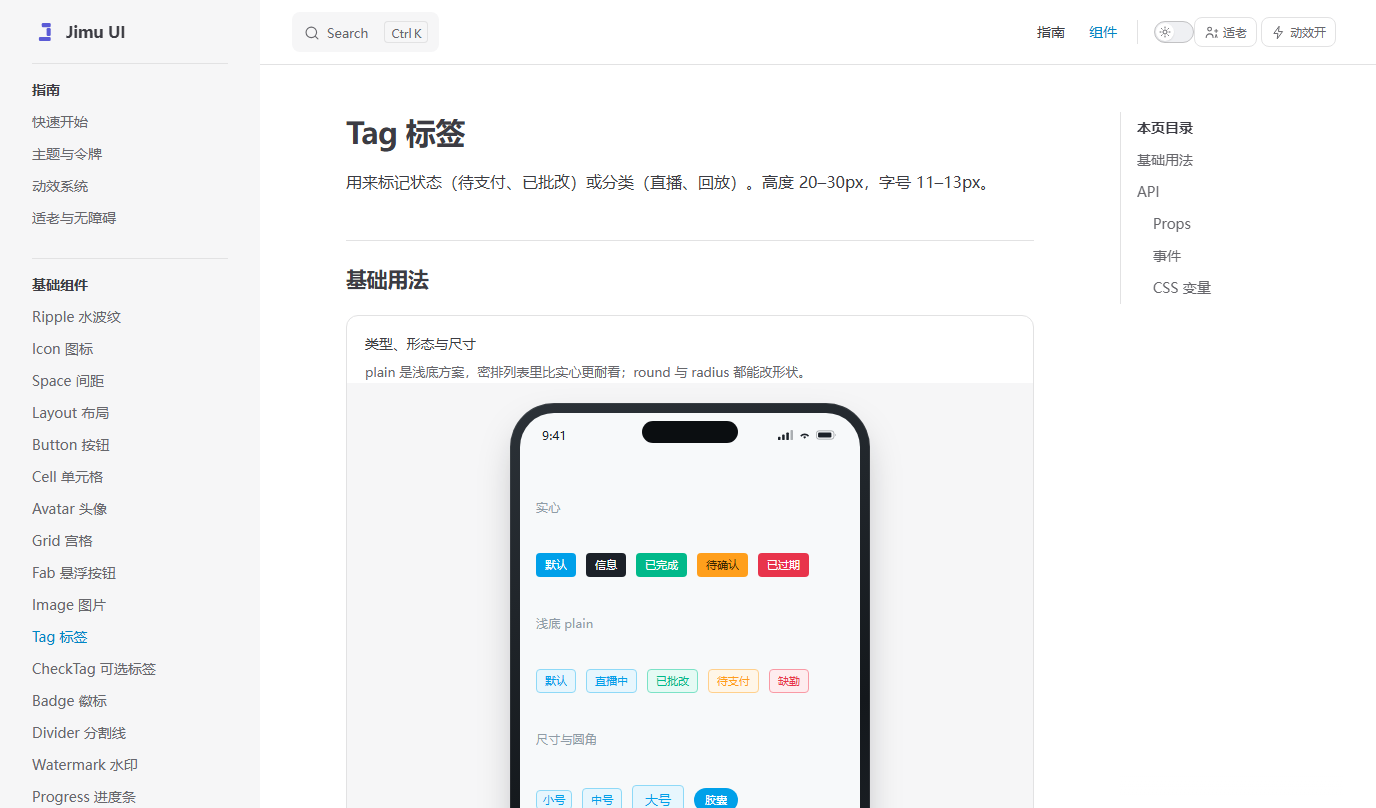 Jimu UI
Search
Ctrl K
指南
组件
适老
动效开
指南
快速开始
主题与令牌
动效系统
适老与无障碍
基础组件
Ripple 水波纹
Icon 图标
Space 间距
Layout 布局
Button 按钮
Cell 单元格
Avatar 头像
Grid 宫格
Fab 悬浮按钮
Image 图片
Tag 标签
CheckTag 可选标签
Badge 徽标
Divider 分割线
Watermark 水印
Progress 进度条
Tag 标签
用来标记状态（待支付、已批改）或分类（直播、回放）。高度 20–30px，字号 11–13px。
基础用法
类型、形态与尺寸
plain 是浅底方案，密排列表里比实心更耐看；round 与 radius 都能改形状。
9:41
实心
默认 信息 已完成 待确认 已过期
浅底 plain
默认 直播中 已批改 待支付 缺勤
尺寸与圆角
小号 中号 大号 胶囊
本页目录
基础用法
API
Props
事件
CSS 变量